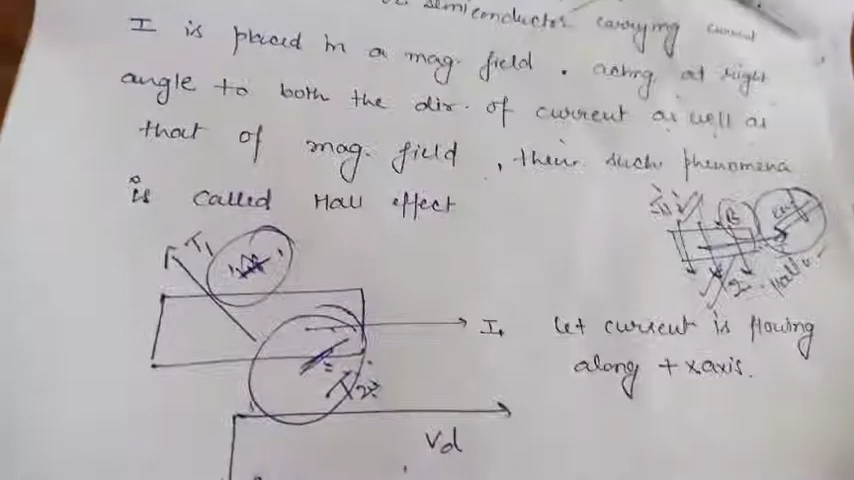 semiconductor carrying current
I is placed in a mag. field. acting at right
angle to both the dir. of current as well as
that of mag. field, then such phenomena
is called Hall effect
T1
I.
Let current is flowing
along + x axis.
Vd